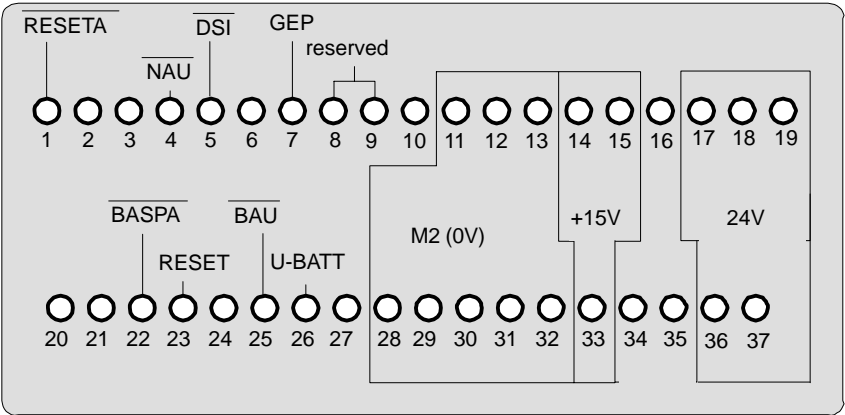 RESETA DSI GEP
reserved
NAU
1 2 3 4 5 6 7 8 9 10 11 12 13 14 15 16 17 18 19
BASPA BAU M2 (0V) +15V 24V
RESET U-BATT
20 21 22 23 24 25 26 27 28 29 30 31 32 33 34 35 36 37